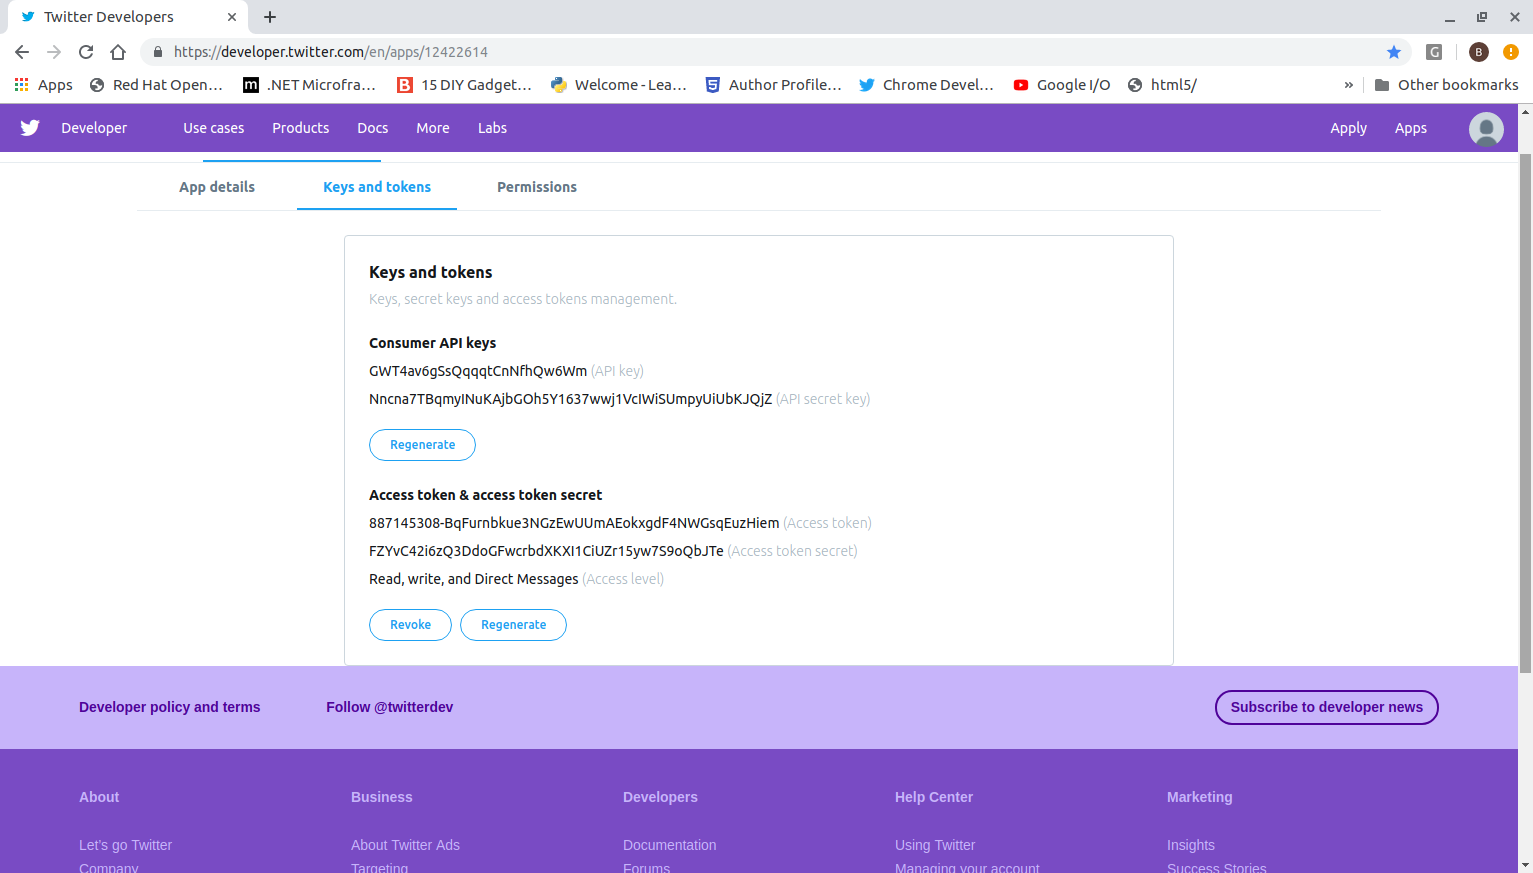 Twitter Developers
https://developer.twitter.com/en/apps/12422614
G
B
Apps
Red Hat Open…
m
.NET Microfra…
B
15 DIY Gadget…
Welcome - Lea…
5
Author Profile…
Chrome Devel…
Google I/O
html5/
»
Other bookmarks
Developer
Use cases
Products
Docs
More
Labs
Apply
Apps
App details
Keys and tokens
Permissions
Keys and tokens
Keys, secret keys and access tokens management.
Consumer API keys
GWT4av6gSsQqqqtCnNfhQw6Wm (API key)
Nncna7TBqmyINuKAjbGOh5Y1637wwj1VcIWiSUmpyUiUbKJQjZ (API secret key)
Regenerate
Access token & access token secret
887145308-BqFurnbkue3NGzEwUUmAEokxgdF4NWGsqEuzHiem (Access token)
FZYvC42i6zQ3DdoGFwcrbdXKXI1CiUZr15yw7S9oQbJTe (Access token secret)
Read, write, and Direct Messages (Access level)
Revoke
Regenerate
Developer policy and terms
Follow @twitterdev
Subscribe to developer news
About
Business
Developers
Help Center
Marketing
Let's go Twitter
About Twitter Ads
Documentation
Using Twitter
Insights
Company
Targeting
Forums
Managing your account
Success Stories